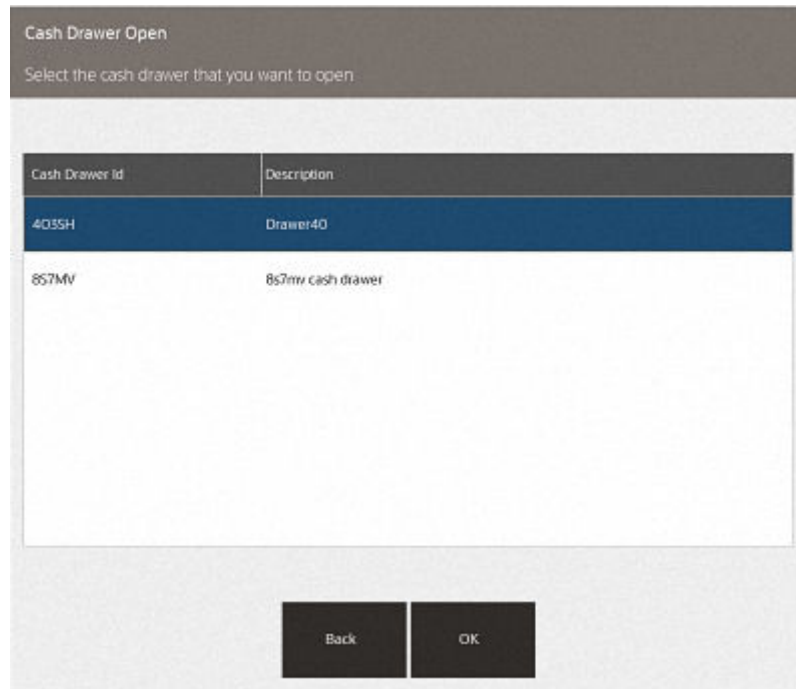 Cash Drawer Open
Select the cash drawer that you want to open
Cash Drawer Id Description
403SH Drawer40
8S7MV 8s7mv cash drawer
Back OK